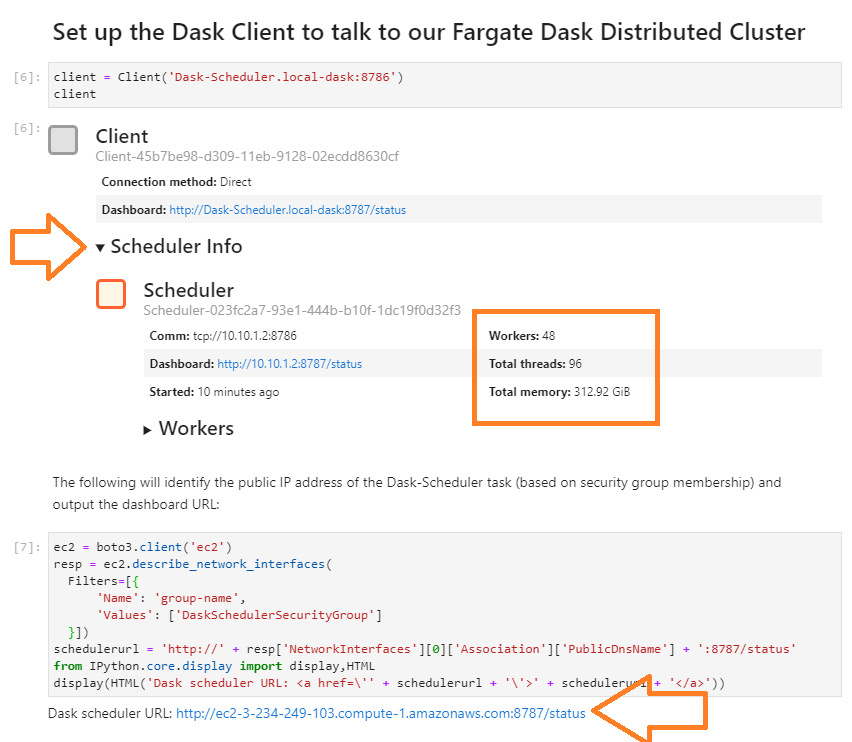 Set up the Dask Client to talk to our Fargate Dask Distributed Cluster
[6]: client = Client('Dask-Scheduler.local-dask:8786')
client
[6]:
Client
Client-45b7be98-d309-11eb-9128-02ecdd8630cf
Connection method: Direct
Dashboard: http://Dask-Scheduler.local-dask:8787/status
▾ Scheduler Info
Scheduler
Scheduler-023fc2a7-93e1-444b-b10f-1dc19f0d32f3
Comm: tcp://10.10.1.2:8786 Workers: 48
Dashboard: http://10.10.1.2:8787/status Total threads: 96
Started: 10 minutes ago Total memory: 312.92 GiB
▸ Workers
The following will identify the public IP address of the Dask-Scheduler task (based on security group membership) and
output the dashboard URL:
[7]: ec2 = boto3.client('ec2')
resp = ec2.describe_network_interfaces(
Filters=[{
'Name': 'group-name',
'Values': ['DaskSchedulerSecurityGroup']
}])
schedulerurl = 'http://' + resp['NetworkInterfaces'][0]['Association']['PublicDnsName'] + ':8787/status'
from IPython.core.display import display,HTML
display(HTML('Dask scheduler URL: <a href=\'' + schedulerurl + '\'>' + schedulerurl + '</a>'))
Dask scheduler URL: http://ec2-3-234-249-103.compute-1.amazonaws.com:8787/status